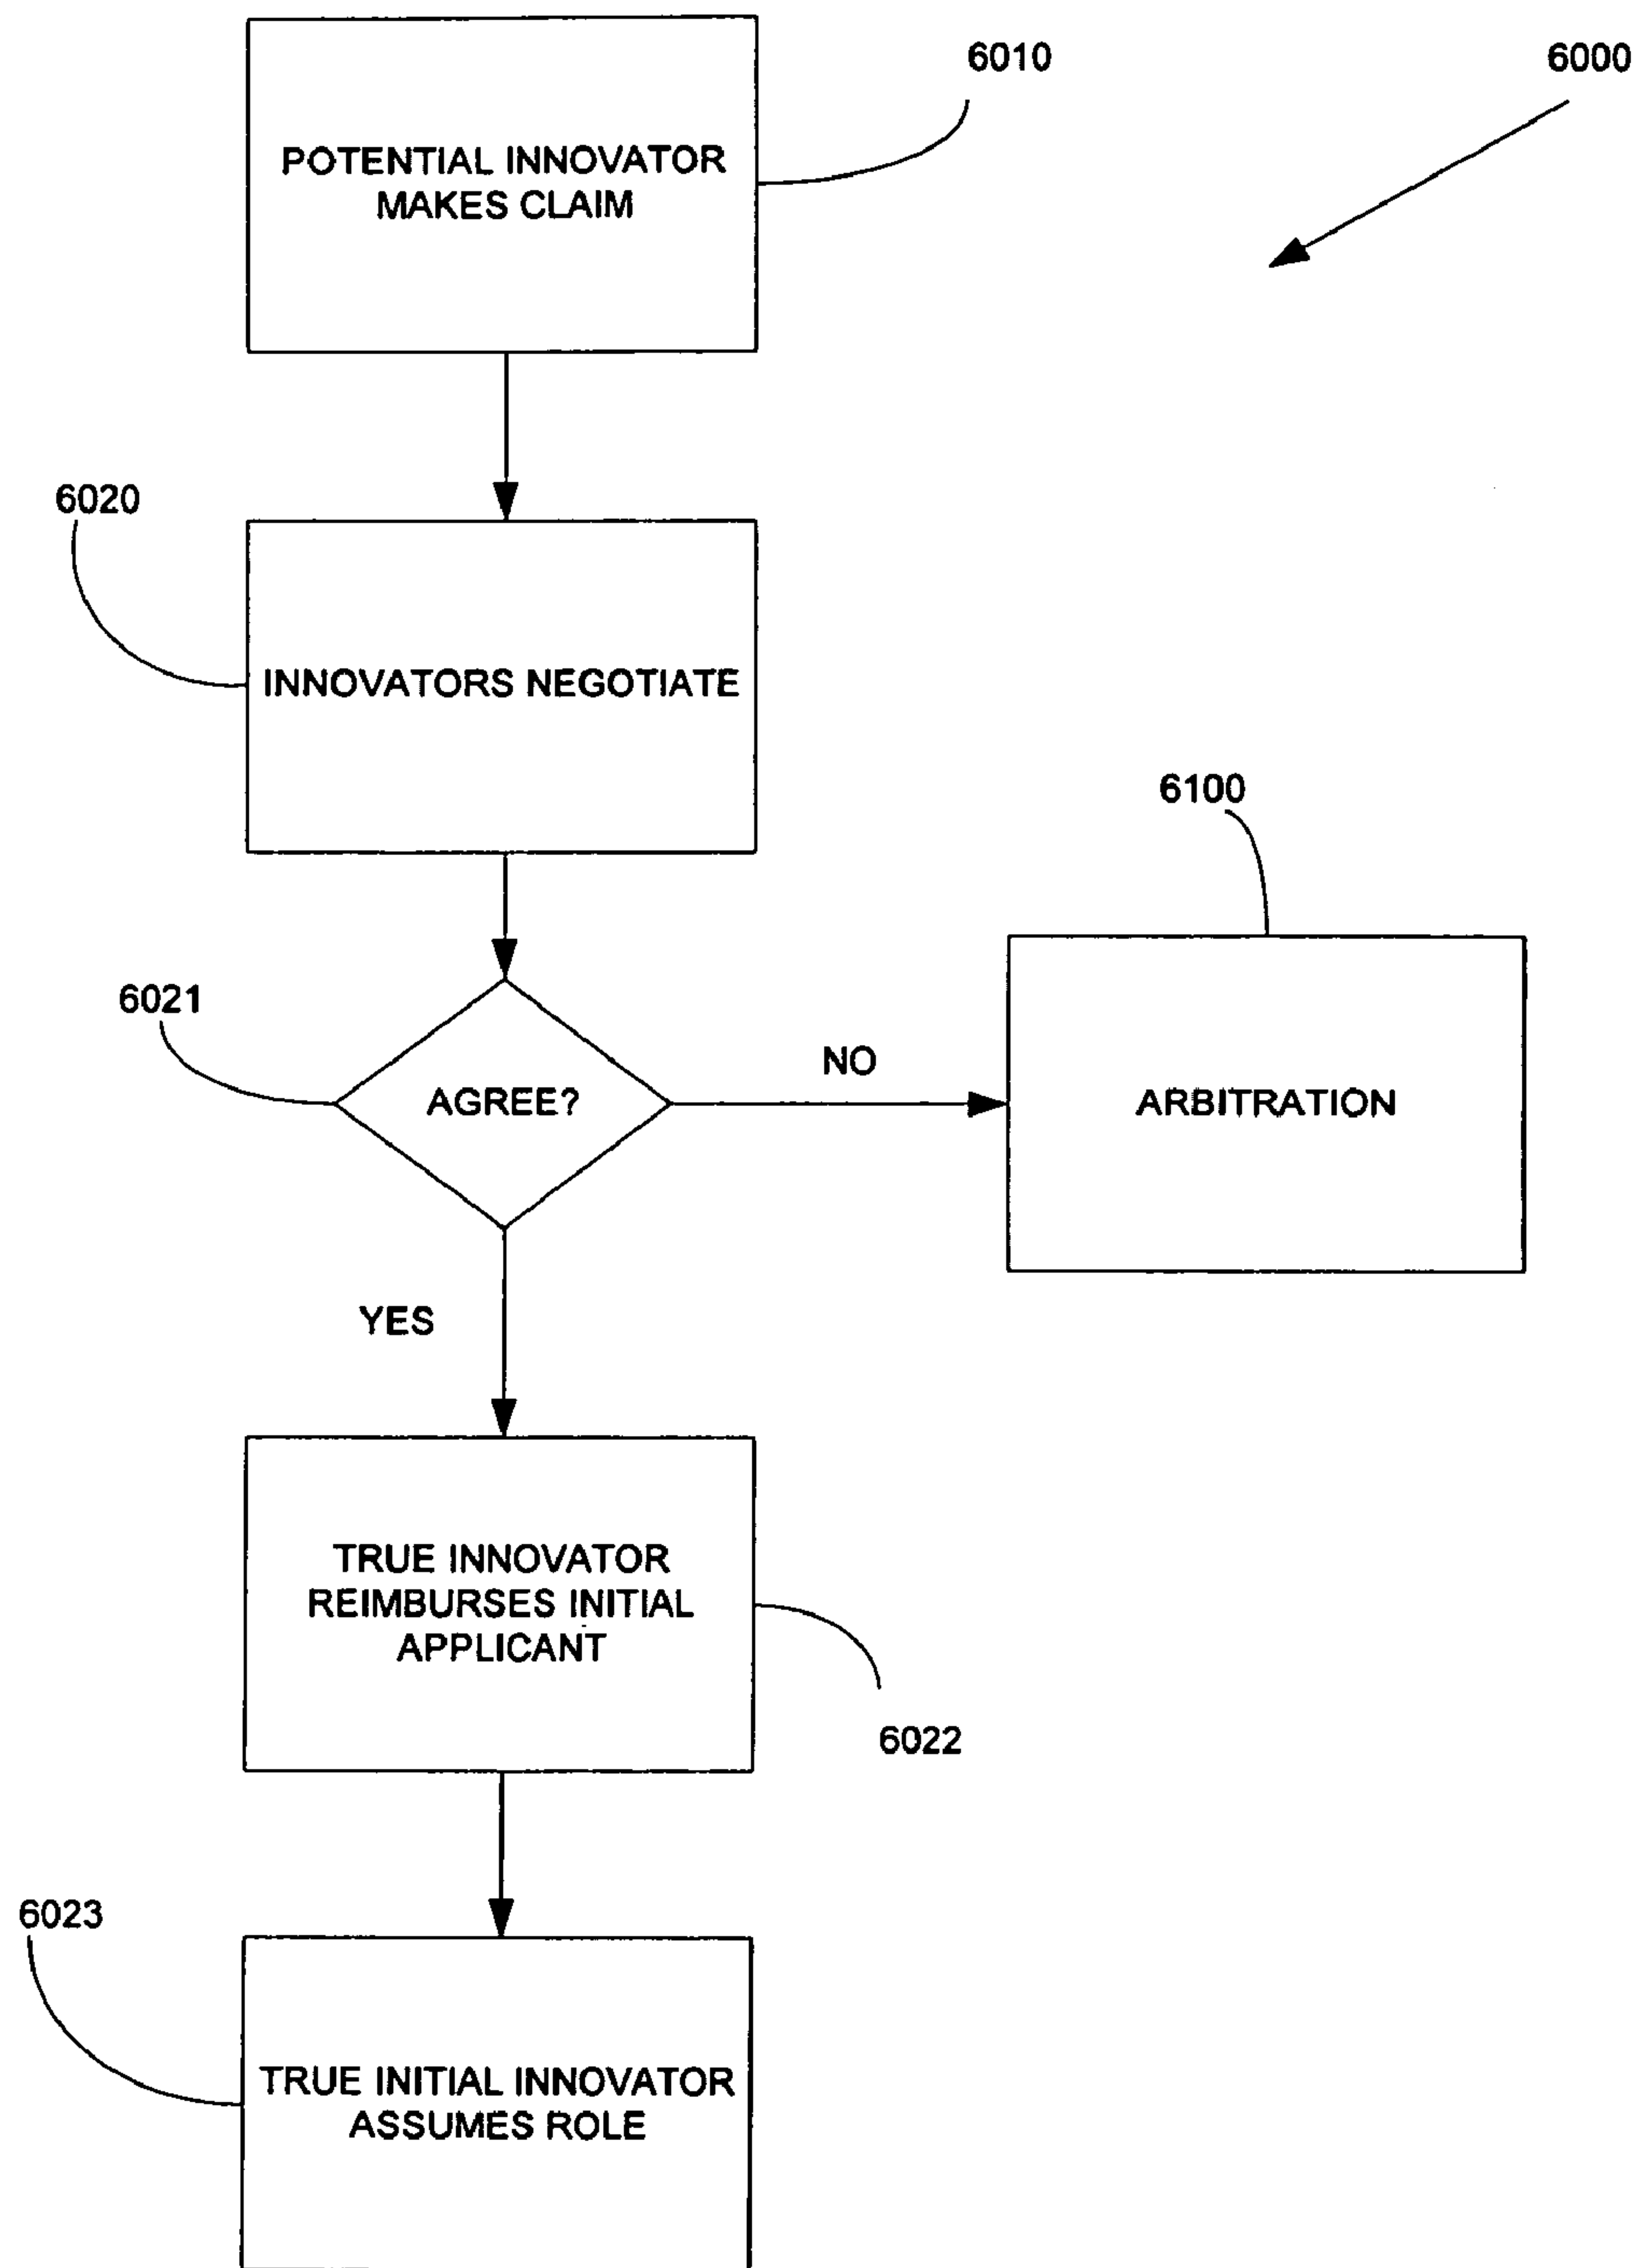 6010
6000
POTENTIAL INNOVATOR
MAKES CLAIM
6020
INNOVATORS NEGOTIATE
6100
6021
NO
AGREE?
ARBITRATION
YES
TRUE INNOVATOR
REIMBURSES INITIAL
APPLICANT
6022
6023
TRUE INITIAL INNOVATOR
ASSUMES ROLE